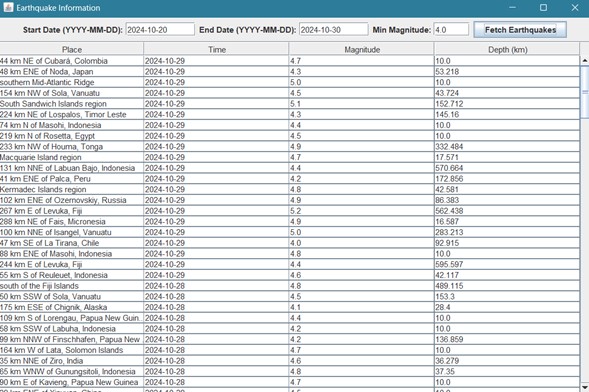 Earthquake Information
Start Date (YYYY-MM-DD): 2024-10-20 End Date (YYYY-MM-DD): 2024-10-30 Min Magnitude: 4.0 Fetch Earthquakes
Place Time Magnitude Depth (km)
44 km NE of Cubará, Colombia 2024-10-29 4.7 10.0
48 km ENE of Noda, Japan 2024-10-29 4.3 53.218
southern Mid-Atlantic Ridge 2024-10-29 5.0 10.0
154 km NW of Sola, Vanuatu 2024-10-29 4.5 43.724
South Sandwich Islands region 2024-10-29 5.1 152.712
224 km NE of Lospalos, Timor Leste 2024-10-29 4.3 145.16
74 km N of Masohi, Indonesia 2024-10-29 4.4 10.0
219 km N of Rosetta, Egypt 2024-10-29 4.5 10.0
233 km NW of Houma, Tonga 2024-10-29 4.9 332.484
Macquarie Island region 2024-10-29 4.7 17.571
131 km NNE of Labuan Bajo, Indonesia 2024-10-29 4.4 570.664
41 km ENE of Palca, Peru 2024-10-29 4.2 172.856
Kermadec Islands region 2024-10-29 4.8 42.581
102 km ENE of Ozernovskiy, Russia 2024-10-29 4.9 86.383
267 km E of Levuka, Fiji 2024-10-29 5.2 562.438
288 km NE of Fais, Micronesia 2024-10-29 4.9 16.587
100 km NNE of Isangel, Vanuatu 2024-10-29 5.0 283.213
47 km SE of La Tirana, Chile 2024-10-29 4.0 92.915
88 km ENE of Masohi, Indonesia 2024-10-29 4.8 10.0
244 km E of Levuka, Fiji 2024-10-29 4.4 595.597
55 km S of Reuleuet, Indonesia 2024-10-29 4.6 42.117
south of the Fiji Islands 2024-10-29 4.8 489.115
50 km SSW of Sola, Vanuatu 2024-10-28 4.5 153.3
175 km ESE of Chignik, Alaska 2024-10-28 4.1 28.4
109 km S of Lorengau, Papua New Guin... 2024-10-28 4.4 10.0
58 km SSW of Labuha, Indonesia 2024-10-28 4.2 10.0
99 km NNW of Finschhafen, Papua New ... 2024-10-28 4.2 136.859
164 km W of Lata, Solomon Islands 2024-10-28 4.7 10.0
35 km NNE of Ziro, India 2024-10-28 4.6 36.279
65 km WNW of Gunungsitoli, Indonesia 2024-10-28 4.8 37.35
90 km E of Kavieng, Papua New Guinea 2024-10-28 4.7 10.0